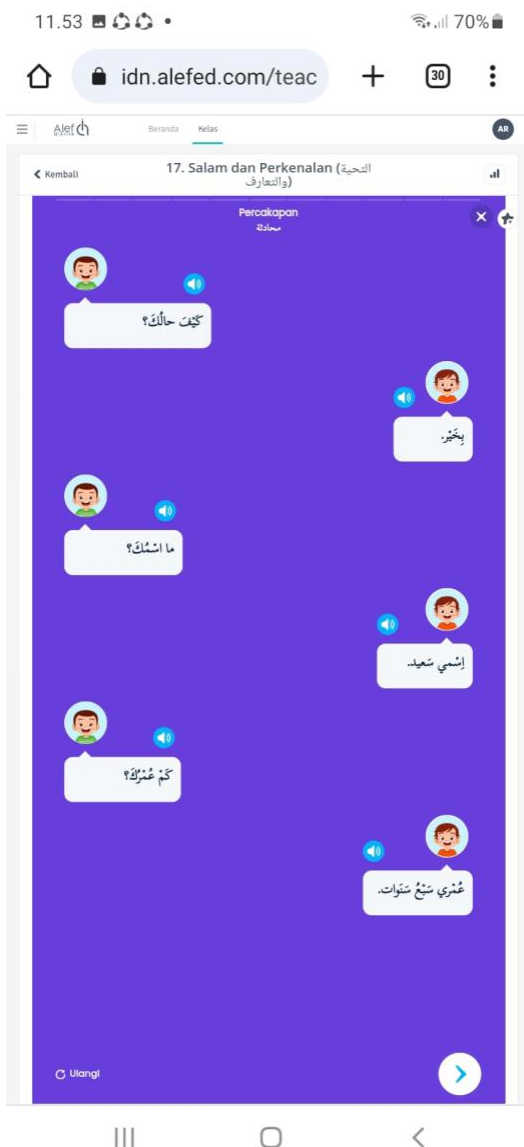 11.53
70%
idn.alefed.com/teac
30
Alef
Beranda Kelas
AR
Kembali
17. Salam dan Perkenalan (التحية
والتعارف)
Percakapan
محادثة
كَيْفَ حالُكَ؟
بِخَيْر.
ما اسْمُكَ؟
اِسْمي سَعيد.
كَمْ عُمْرُكَ؟
عُمْري سَبْعُ سَنَوات.
Ulangi